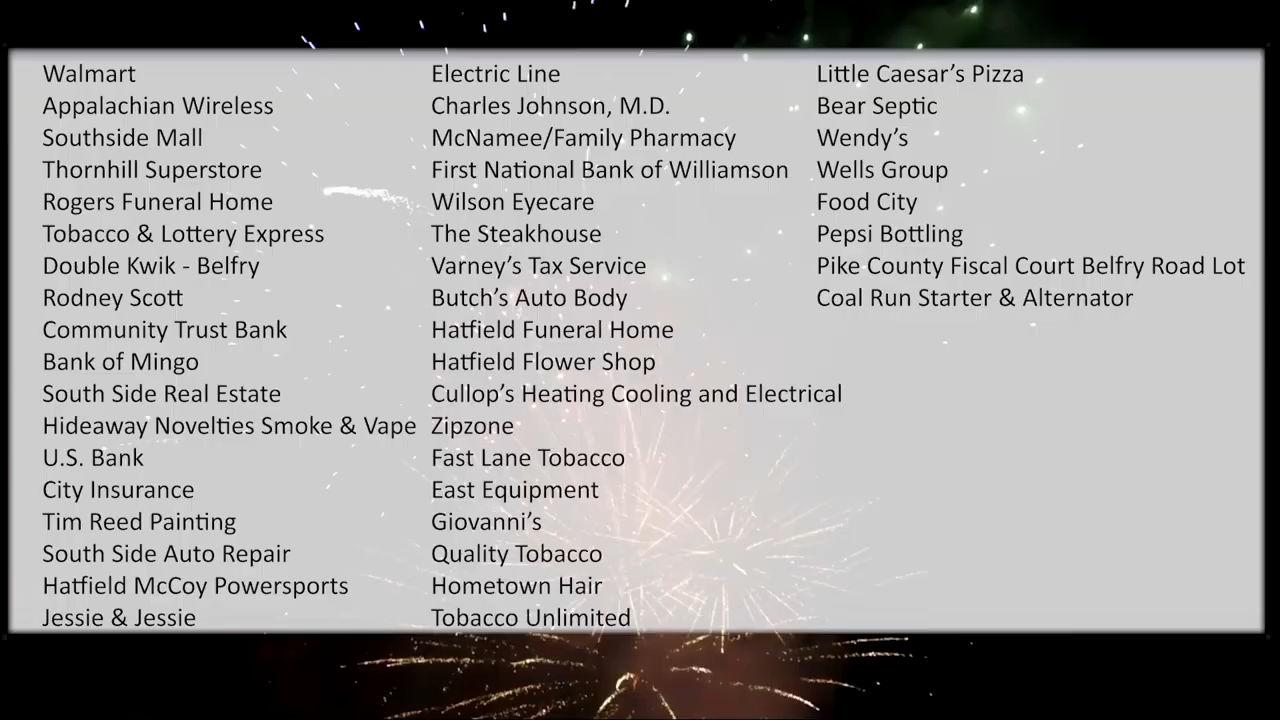 Walmart
Appalachian Wireless
Southside Mall
Thornhill Superstore
Rogers Funeral Home
Tobacco & Lottery Express
Double Kwik - Belfry
Rodney Scott
Community Trust Bank
Bank of Mingo
South Side Real Estate
Hideaway Novelties Smoke & Vape
U.S. Bank
City Insurance
Tim Reed Painting
South Side Auto Repair
Hatfield McCoy Powersports
Jessie & Jessie
Electric Line
Charles Johnson, M.D.
McNamee/Family Pharmacy
First National Bank of Williamson
Wilson Eyecare
The Steakhouse
Varney’s Tax Service
Butch’s Auto Body
Hatfield Funeral Home
Hatfield Flower Shop
Cullop’s Heating Cooling and Electrical
Zipzone
Fast Lane Tobacco
East Equipment
Giovanni’s
Quality Tobacco
Hometown Hair
Tobacco Unlimited
Little Caesar’s Pizza
Bear Septic
Wendy’s
Wells Group
Food City
Pepsi Bottling
Pike County Fiscal Court Belfry Road Lot
Coal Run Starter & Alternator